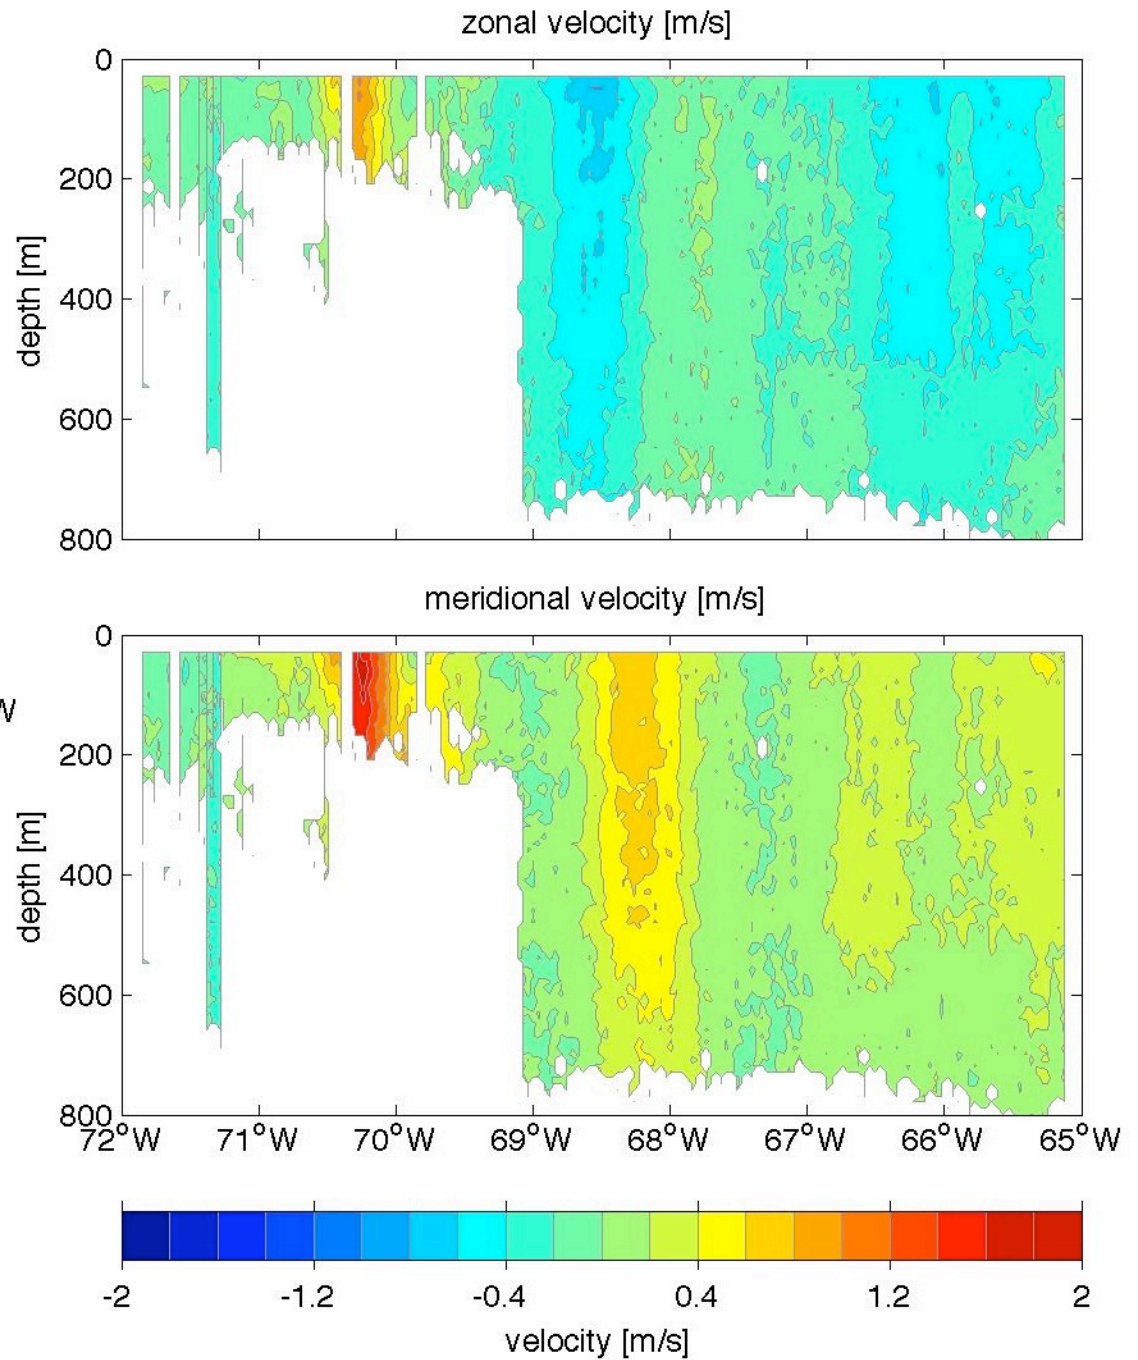 zonal velocity [m/s]
0
200
400
600
800
depth [m]
meridional velocity [m/s]
0
200
400
600
800
depth [m]
W
72°W 71°W 70°W 69°W 68°W 67°W 66°W 65°W
-2 -1.2 -0.4 0.4 1.2 2
velocity [m/s]